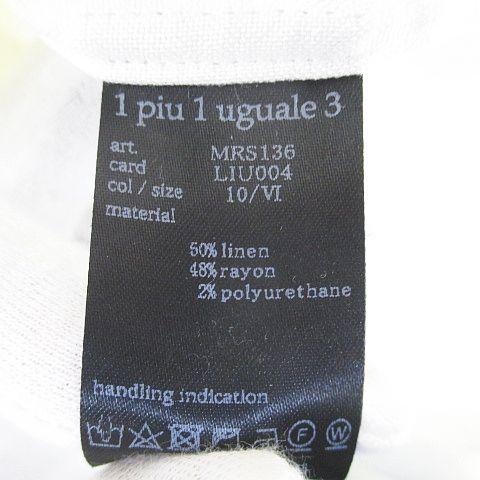 1 piu 1 uguale 3
art. MRS136
card LIU004
col / size 10/VI
material
50% linen
48% rayon
2% polyurethane
handling indication
F W